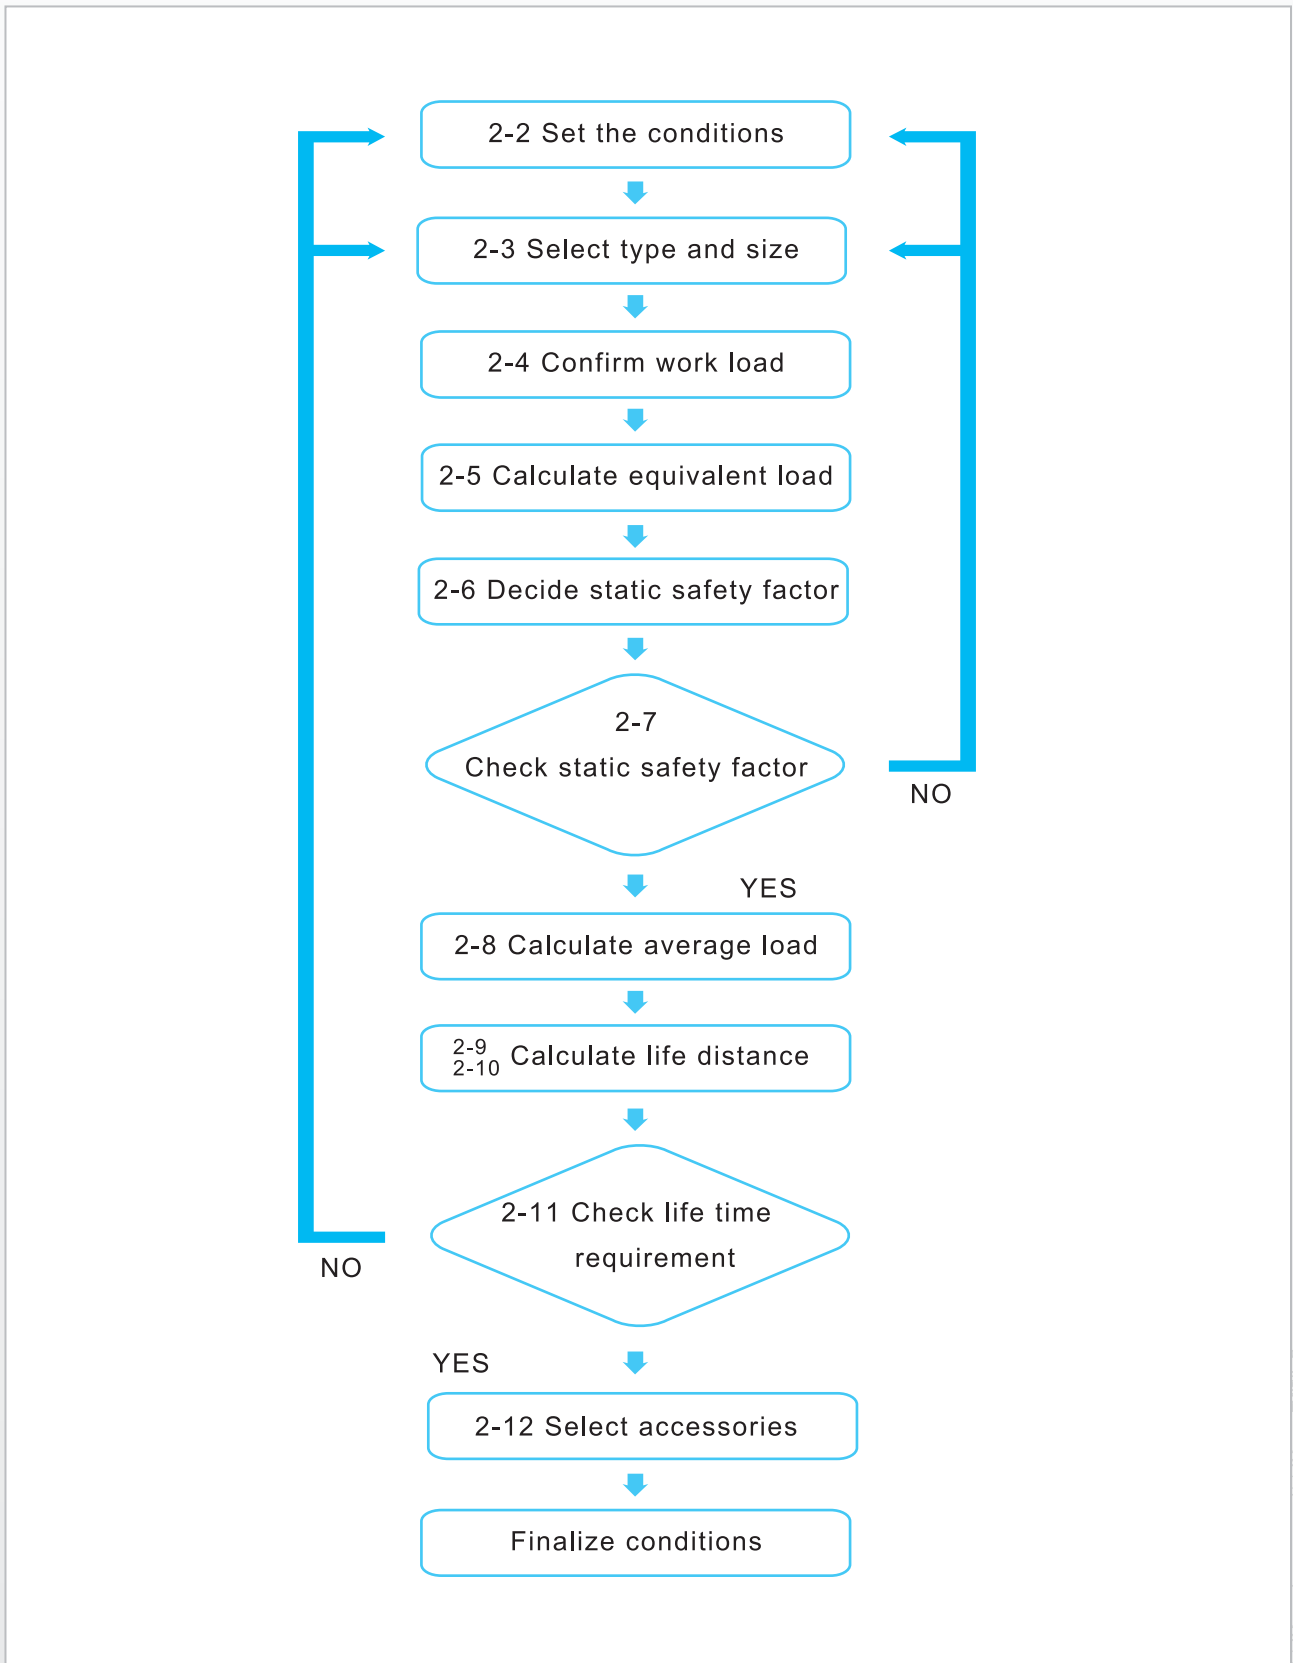 2-2 Set the conditions
2-3 Select type and size
2-4 Confirm work load
2-5 Calculate equivalent load
2-6 Decide static safety factor
2-7
Check static safety factor
NO
YES
2-8 Calculate average load
2-9
2-10 Calculate life distance
2-11 Check life time
requirement
NO
YES
2-12 Select accessories
Finalize conditions